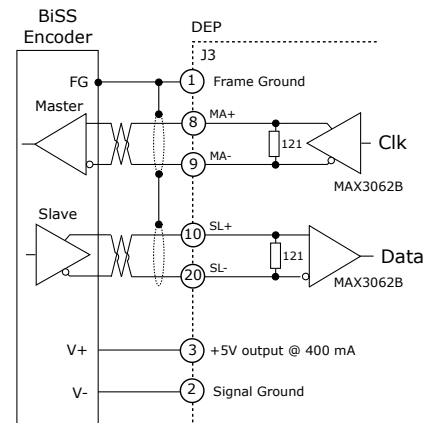 BiSS
Encoder
DEP
J3
FG
1
Frame Ground
Master
8
MA+
121
Clk
9
MA-
MAX3062B
Slave
10
SL+
121
Data
20
SL-
MAX3062B
V+
3
+5V output @ 400 mA
V-
2
Signal Ground